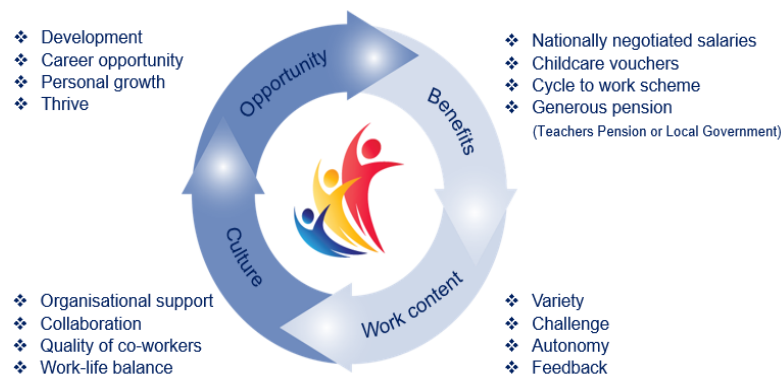 ❖ Development
❖ Career opportunity
❖ Personal growth
❖ Thrive
Opportunity
Benefits
❖ Nationally negotiated salaries
❖ Childcare vouchers
❖ Cycle to work scheme
❖ Generous pension
(Teachers Pension or Local Government)
Culture
Work content
❖ Organisational support
❖ Collaboration
❖ Quality of co-workers
❖ Work-life balance
❖ Variety
❖ Challenge
❖ Autonomy
❖ Feedback